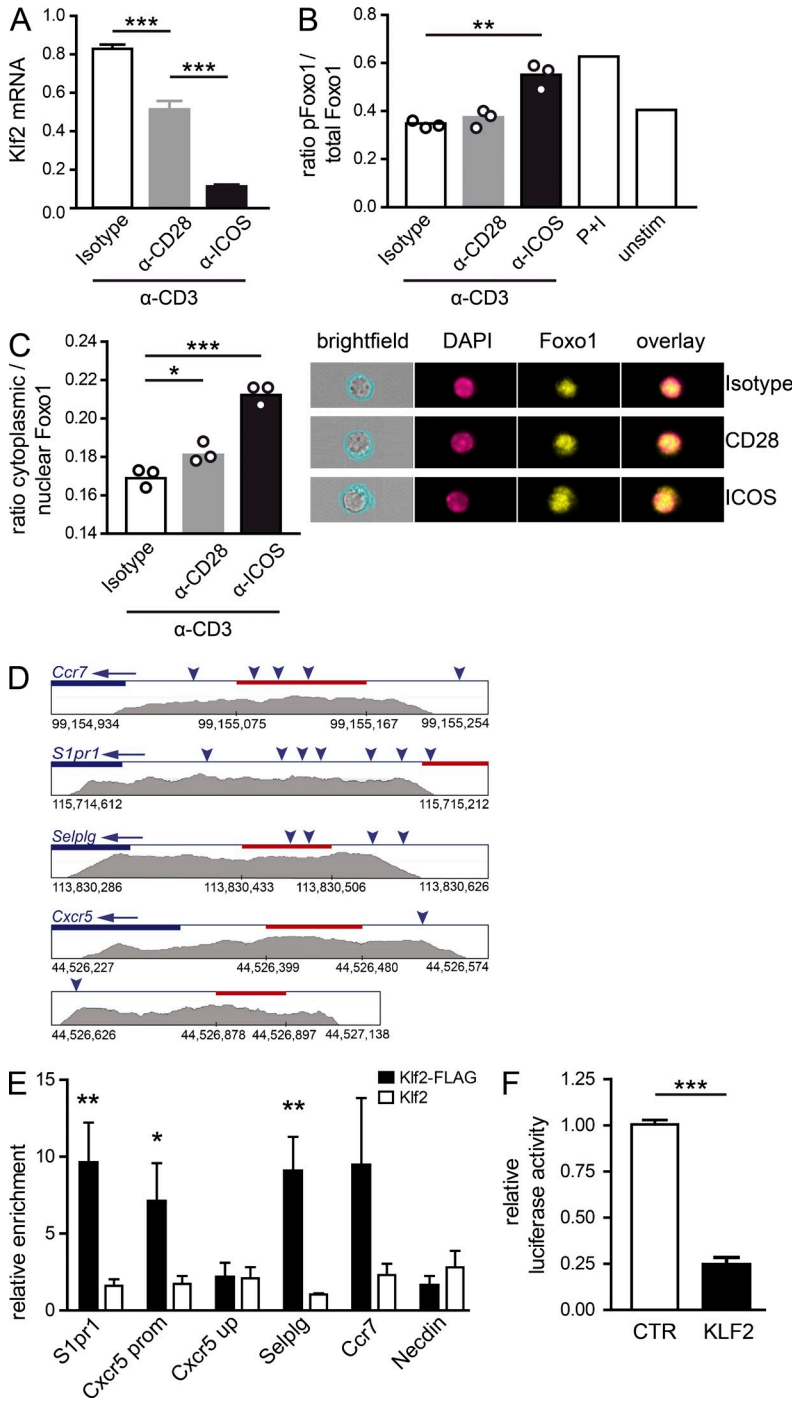 A
Klf2 mRNA
1.0
0.8
0.6
0.4
0.2
0.0
***
***
Isotype
α-CD28
α-ICOS
α-CD3
B
ratio pFoxo1 /
total Foxo1
0.8
0.6
0.4
0.2
0.0
**
Isotype
α-CD28
α-ICOS
P+I
unstim
α-CD3
C
ratio cytoplasmic /
nuclear Foxo1
0.24
0.22
0.20
0.18
0.16
0.14
***
*
Isotype
α-CD28
α-ICOS
α-CD3
brightfield DAPI Foxo1 overlay
Isotype
CD28
ICOS
D
Ccr7
99,154,934 99,155,075 99,155,167 99,155,254
S1pr1
115,714,612 115,715,212
Selplg
113,830,286 113,830,433 113,830,506 113,830,626
Cxcr5
44,526,227 44,526,399 44,526,480 44,526,574
44,526,626 44,526,878 44,526,897 44,527,138
E
relative enrichment
15
10
5
0
Klf2-FLAG
Klf2
**
*
**
S1pr1
Cxcr5 prom
Cxcr5 up
Selplg
Ccr7
Necdin
F
relative
luciferase activity
1.25
1.00
0.75
0.50
0.25
0.00
***
CTR KLF2